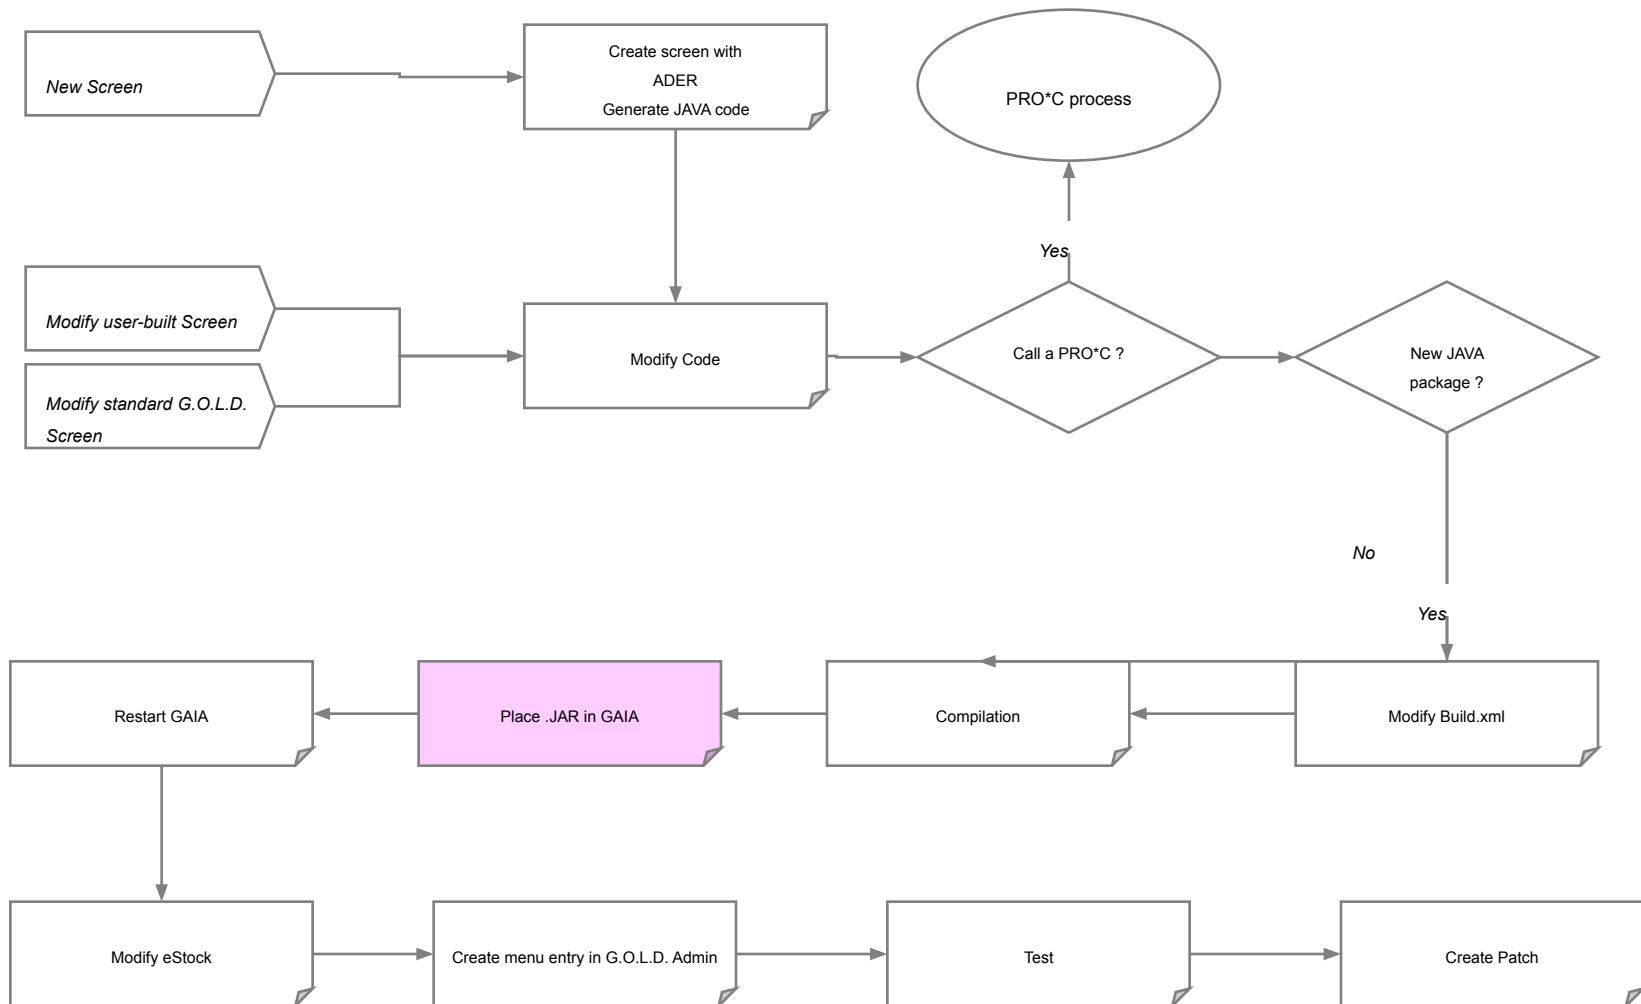 New Screen
Create screen with
ADER
Generate JAVA code
PRO*C process
Yes
Modify user-built Screen
Modify standard G.O.L.D.
Screen
Modify Code
Call a PRO*C ?
New JAVA
package ?
No
Yes
Restart GAIA
Place .JAR in GAIA
Compilation
Modify Build.xml
Modify eStock
Create menu entry in G.O.L.D. Admin
Test
Create Patch